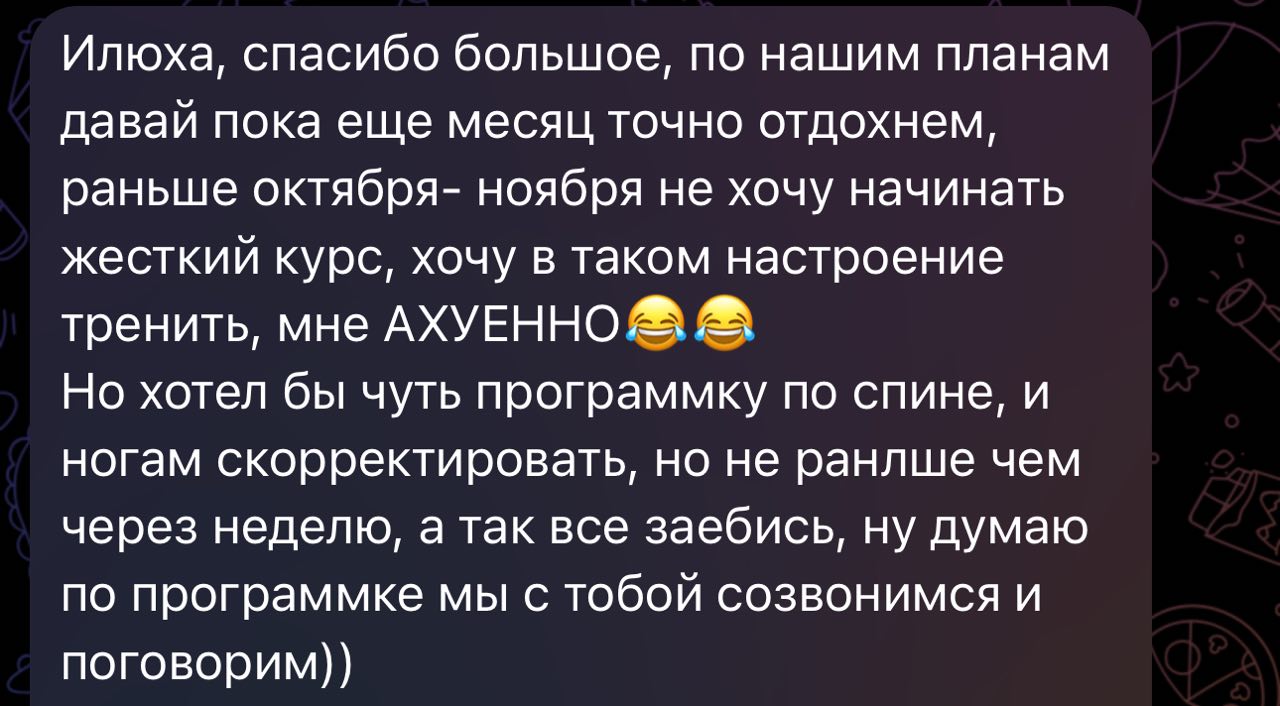 Илюха, спасибо большое, по нашим планам
давай пока еще месяц точно отдохнем,
раньше октября- ноября не хочу начинать
жесткий курс, хочу в таком настроение
тренить, мне АХУЕННО😂😂
Но хотел бы чуть программку по спине, и
ногам скорректировать, но не ранлше чем
через неделю, а так все заебись, ну думаю
по программке мы с тобой созвонимся и
поговорим))